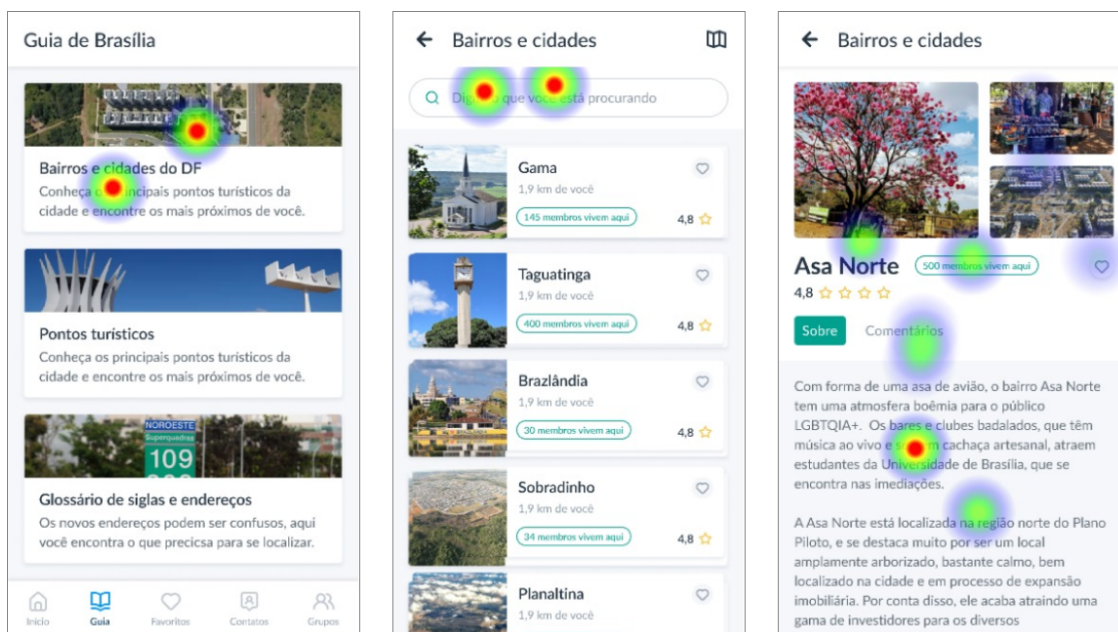 Guia de Brasília
Bairros e cidades do DF
Conheça os principais pontos turísticos da
cidade e encontre os mais próximos de você.
Pontos turísticos
Conheça os principais pontos turísticos da
cidade e encontre os mais próximos de você.
NOROESTE
Superquadras
109
Glossário de siglas e endereços
Os novos endereços podem ser confusos, aqui
você encontra o que precicsa para se localizar.
Início
Guia
Favoritos
Contatos
Grupos
Bairros e cidades
Digite o que você está procurando
Gama
1,9 km de você
145 membros vivem aqui
4,8
Taguatinga
1,9 km de você
400 membros vivem aqui
4,8
Brazlândia
1,9 km de você
30 membros vivem aqui
4,8
Sobradinho
1,9 km de você
34 membros vivem aqui
4,8
Planaltina
1,9 km de você
Bairros e cidades
Asa Norte
500 membros vivem aqui
4,8
Sobre
Comentários
Com forma de uma asa de avião, o bairro Asa Norte
tem uma atmosfera boêmia para o público
LGBTQIA+. Os bares e clubes badalados, que têm
música ao vivo e cachaça artesanal, atraem
estudantes da Universidade de Brasília, que se
encontra nas imediações.
A Asa Norte está localizada na região norte do Plano
Piloto, e se destaca muito por ser um local
amplamente arborizado, bastante calmo, bem
localizado na cidade e em processo de expansão
imobiliária. Por conta disso, ele acaba atraindo uma
gama de investidores para os diversos